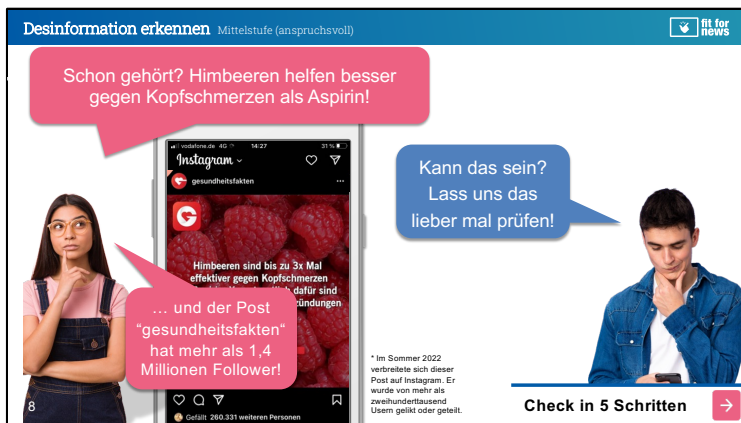 Desinformation erkennen Mittelstufe (anspruchsvoll)
fit for
news
Schon gehört? Himbeeren helfen besser
gegen Kopfschmerzen als Aspirin!
vodafone.de 4G 14:27 31 %
Instagram
gesundheitsfakten
Himbeeren sind bis zu 3x Mal
effektiver gegen Kopfschmerzen
dafür sind
zündungen
… und der Post
"gesundheitsfakten"
hat mehr als 1,4
Millionen Follower!
Kann das sein?
Lass uns das
lieber mal prüfen!
* Im Sommer 2022
verbreitete sich dieser
Post auf Instagram. Er
wurde von mehr als
zweihunderttausend
Usern gelikt oder geteilt.
Gefällt 260.331 weiteren Personen
8
Check in 5 Schritten